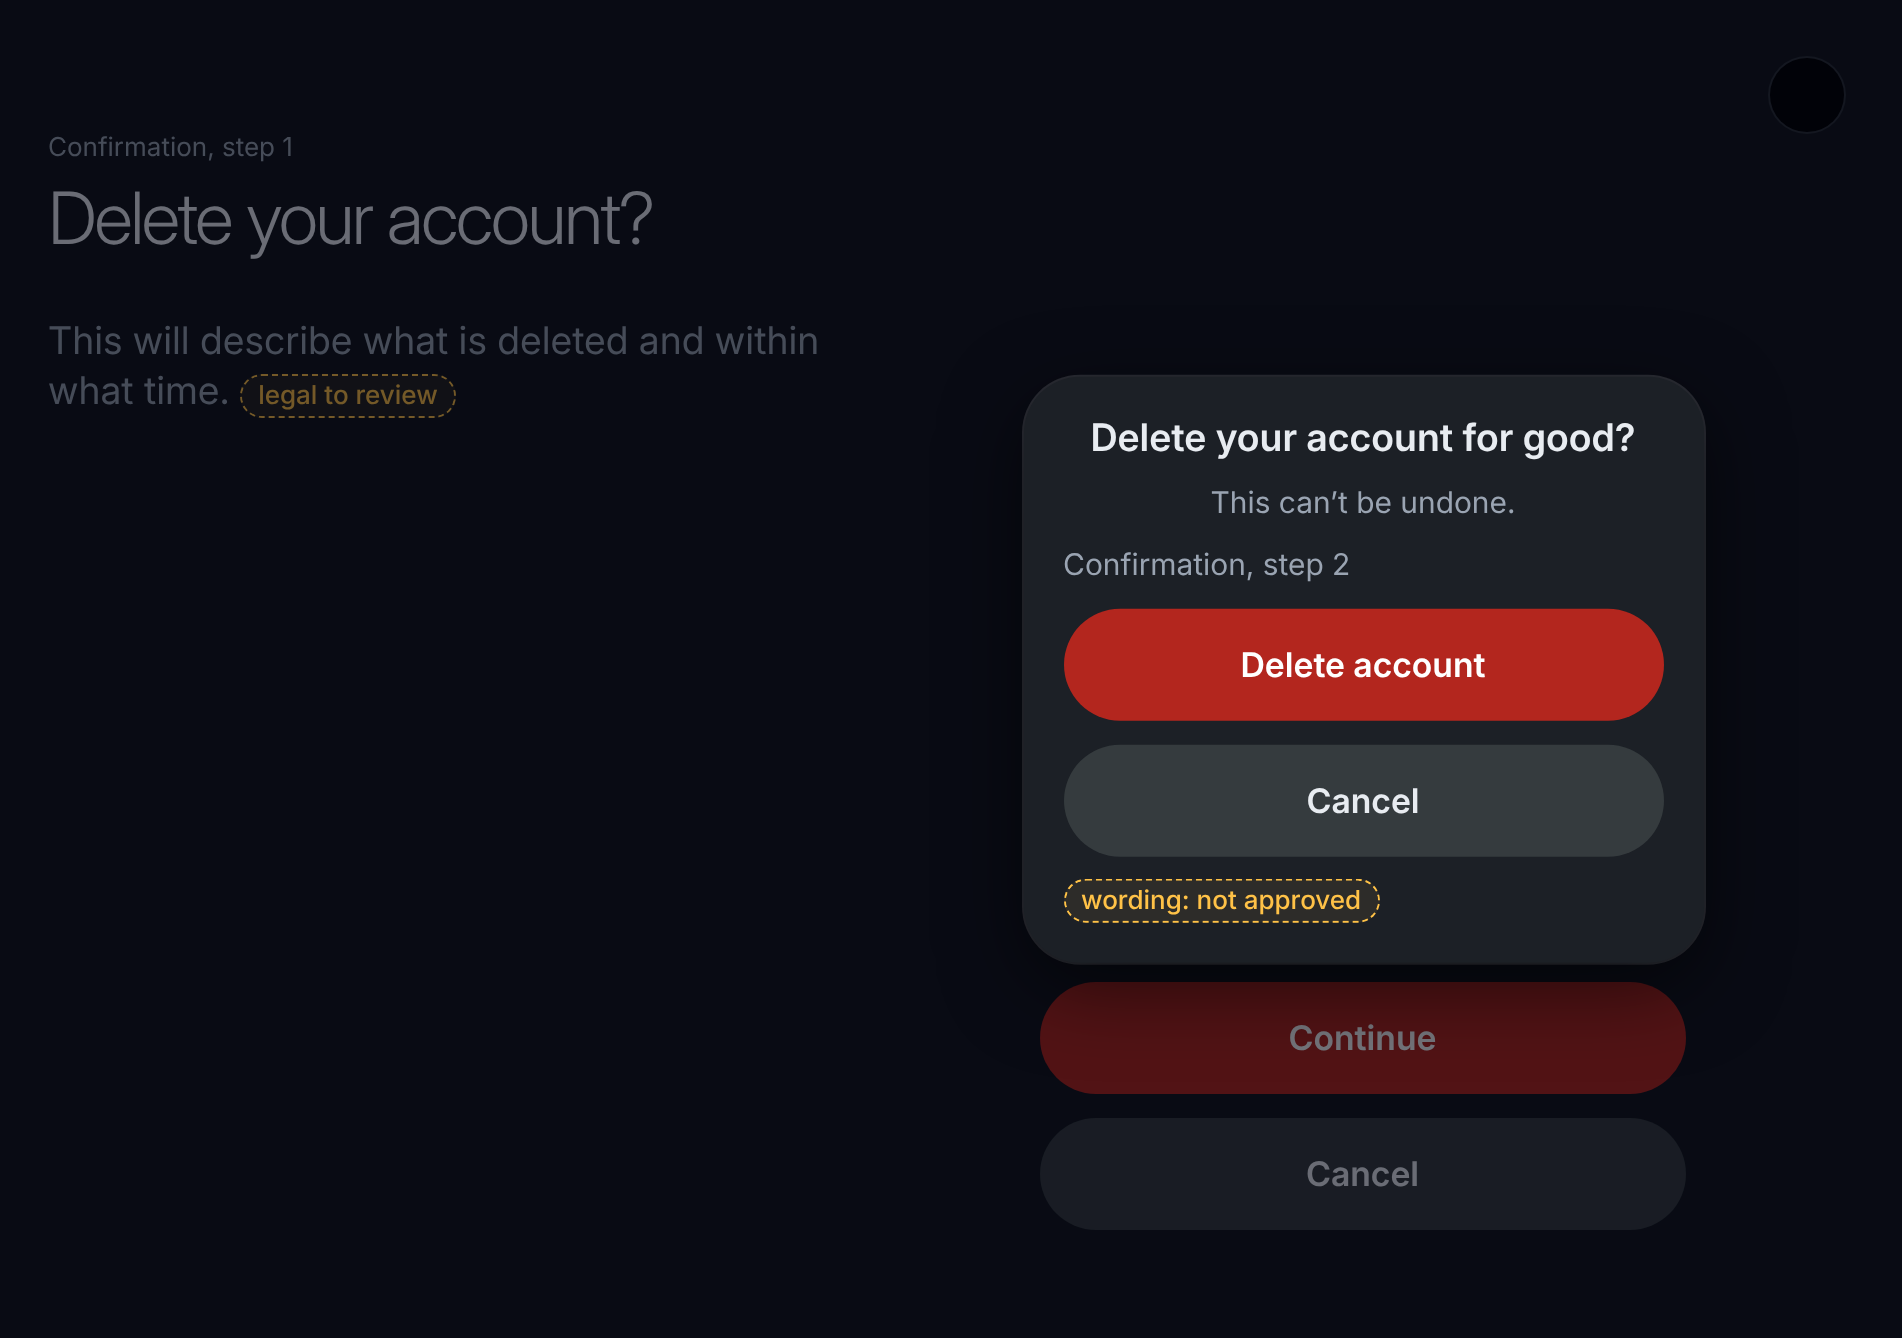 Confirmation, step 1
Delete your account?
This will describe what is deleted and within
what time. legal to review
Delete your account for good?
This can’t be undone.
Confirmation, step 2
Delete account
Cancel
wording: not approved
Continue
Cancel